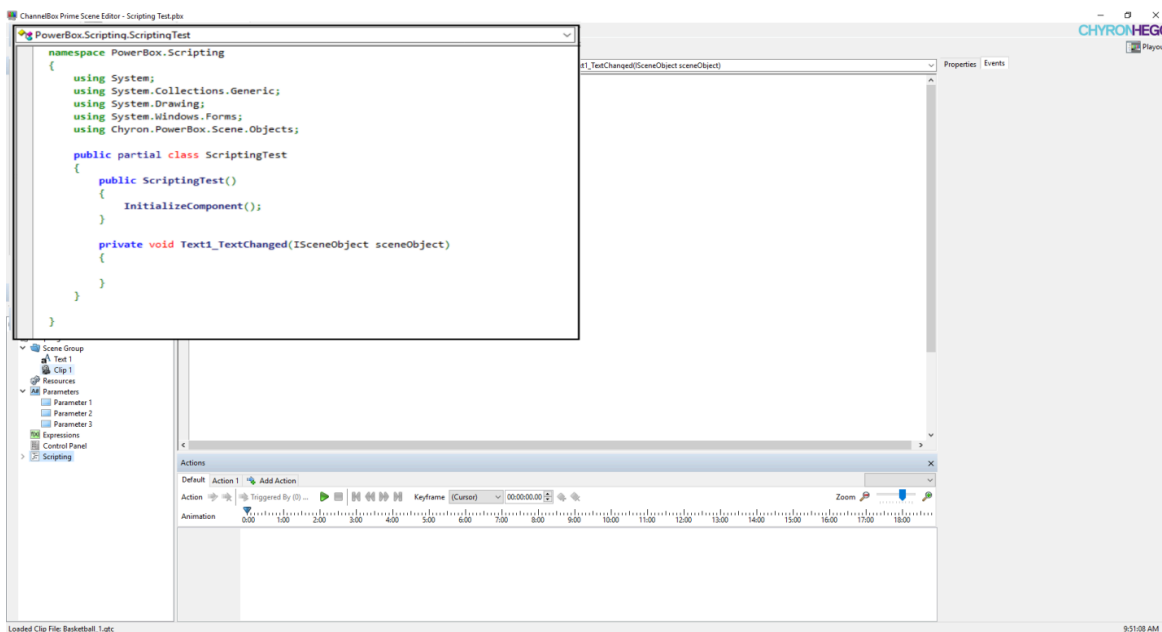 ChannelBox Prime Scene Editor - Scripting Test.pbx
CHYRONHEGO
Playou
PowerBox.Scripting.ScriptingTest
xt1_TextChanged(ISceneObject sceneObject)
Properties Events
namespace PowerBox.Scripting
{
using System;
using System.Collections.Generic;
using System.Drawing;
using System.Windows.Forms;
using Chyron.PowerBox.Scene.Objects;
public partial class ScriptingTest
{
public ScriptingTest()
{
InitializeComponent();
}
private void Text1_TextChanged(ISceneObject sceneObject)
{
}
}
}
Scene Group
Text 1
Clip 1
Resources
Parameters
Parameter 1
Parameter 2
Parameter 3
Expressions
Control Panel
Scripting
Actions
Default Action 1 Add Action
Action Triggered By (0) ... Keyframe (Cursor) 00:00:00.00 Zoom
Animation 0:00 1:00 2:00 3:00 4:00 5:00 6:00 7:00 8:00 9:00 10:00 11:00 12:00 13:00 14:00 15:00 16:00 17:00 18:00
Loaded Clip File: Basketball_1.qtc
9:51:08 AM